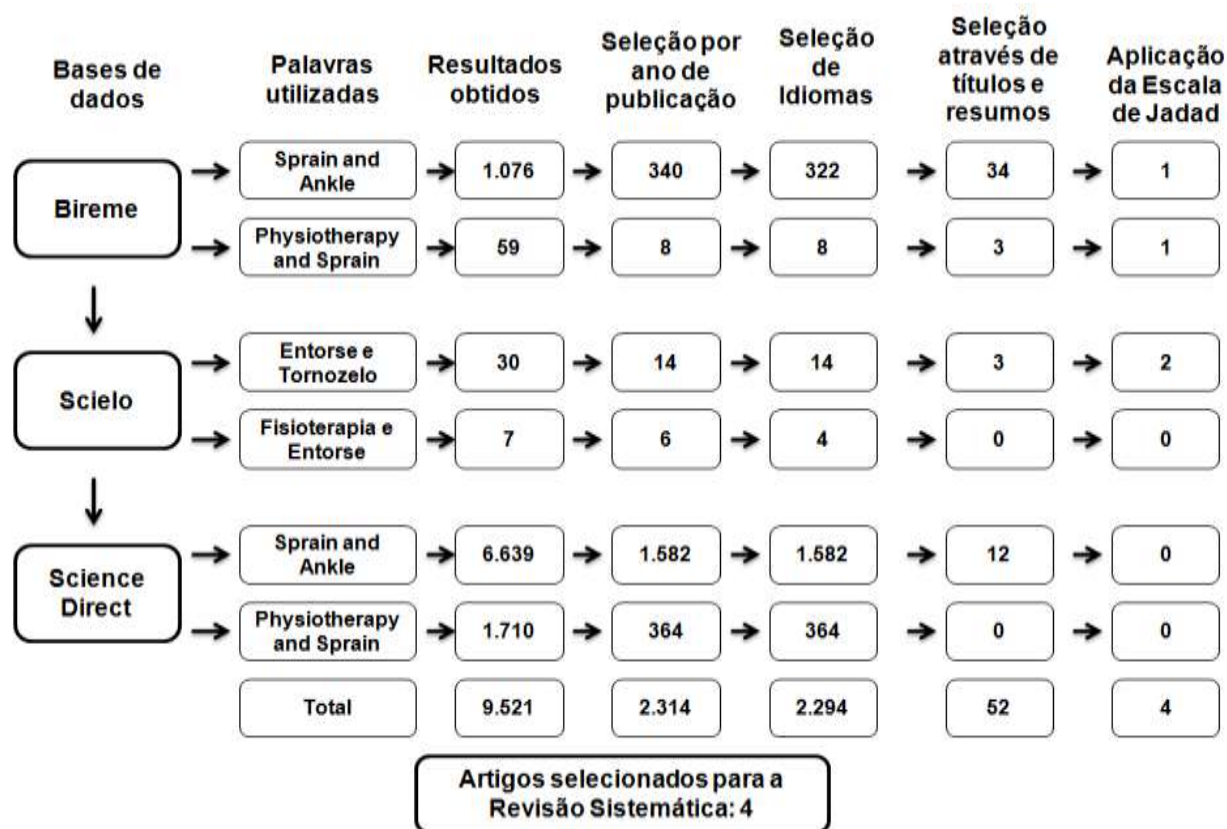 Bases de
dados
Palavras
utilizadas
Resultados
obtidos
Seleção por
ano de
publicação
Seleção
de
Idiomas
Seleção
através de
títulos e
resumos
Aplicação
da Escala
de Jadad
Bireme
Sprain and
Ankle
1.076
340
322
34
1
Physiotherapy
and Sprain
59
8
8
3
1
Scielo
Entorse e
Tornozelo
30
14
14
3
2
Fisioterapia e
Entorse
7
6
4
0
0
Science
Direct
Sprain and
Ankle
6.639
1.582
1.582
12
0
Physiotherapy
and Sprain
1.710
364
364
0
0
Total
9.521
2.314
2.294
52
4
Artigos selecionados para a
Revisão Sistemática: 4